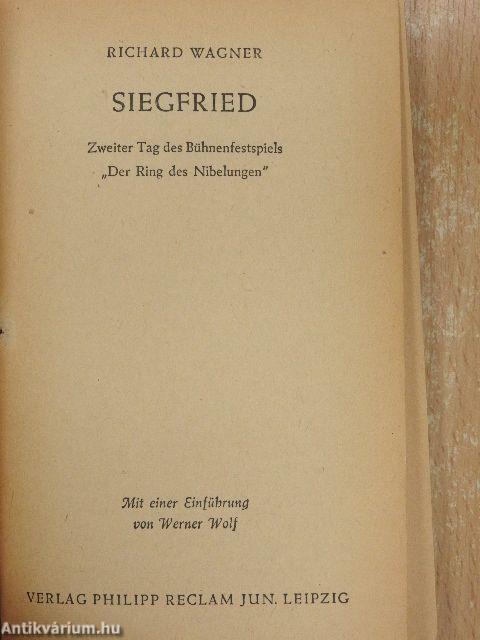 RICHARD WAGNER
SIEGFRIED
Zweiter Tag des Bühnenfestspiels
„Der Ring des Nibelungen"
Mit einer Einführung
von Werner Wolf
VERLAG PHILIPP RECLAM JUN. LEIPZIG
Antikvárium.hu